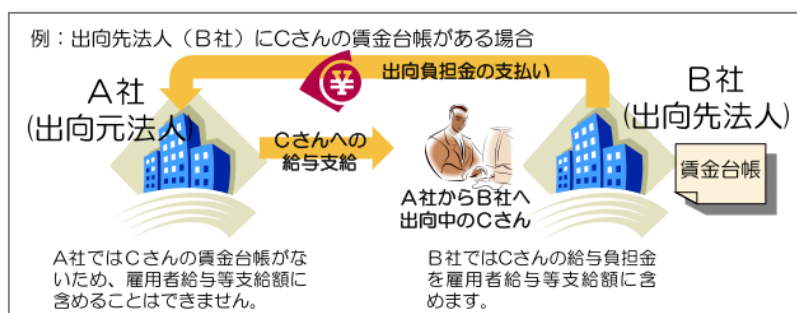 例：出向先法人（B社）にCさんの賃金台帳がある場合
出向負担金の支払い
¥
A社
(出向元法人)
B社
(出向先法人)
Cさんへの
給与支給
賃金台帳
A社からB社へ
出向中のCさん
A社ではCさんの賃金台帳がな
いため、雇用者給与等支給額に
含めることはできません。
B社ではCさんの給与負担金
を雇用者給与等支給額に含
めます。